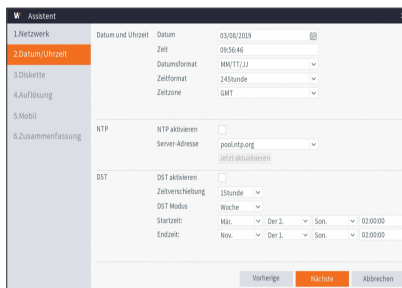 W Assistent
1.Netzwerk
2.Datum/Uhrzeit
3.Diskette
4.Auflösung
5.Mobil
6.Zusammenfassung
Datum und Uhrzeit
Datum 03/08/2019
Zeit 09:56:46
Datumsformat MM/TT/JJ
Zeitformat 24Stunde
Zeitzone GMT
NTP
NTP aktivieren
Server-Adresse pool.ntp.org
Jetzt aktualisieren
DST
DST aktivieren
Zeitverschiebung 1Stunde
DST Modus Woche
Startzeit: Mär. Der 2. Son. 02:00:00
Endzeit: Nov. Der 1. Son. 02:00:00
Vorherige Nächste Abbrechen